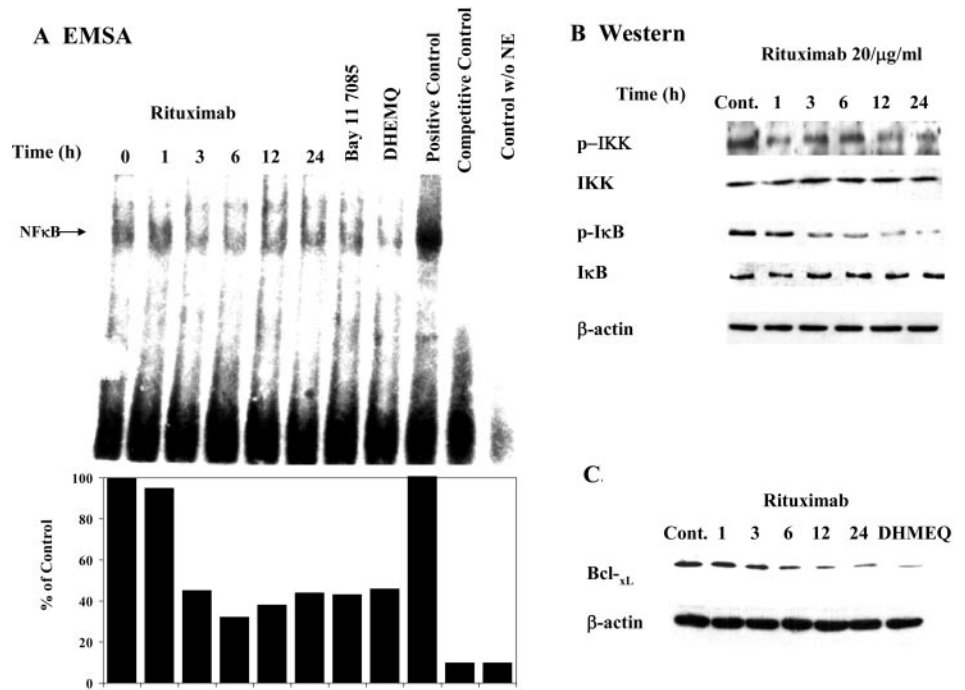 A EMSA
Rituximab
Time (h) 0 1 3 6 12 24 Bay 11 7085 DHEMQ Positive Control Competitive Control Control w/o NE
NFκB
% of Control
100
80
60
40
20
0
B Western
Rituximab 20/μg/ml
Time (h) Cont. 1 3 6 12 24
p-IKK
IKK
p-IκB
IκB
β-actin
C.
Rituximab
Cont. 1 3 6 12 24 DHMEQ
Bcl-xL
β-actin